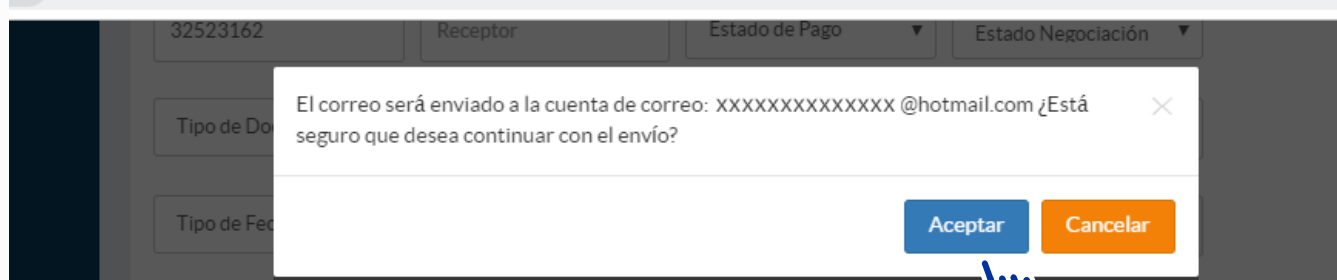 32523162 Receptor Estado de Pago Estado Negociación
El correo será enviado a la cuenta de correo: xxxxxxxxxxxxxx @hotmail.com ¿Está
seguro que desea continuar con el envío?
Tipo de Do
Tipo de Fec
Aceptar Cancelar